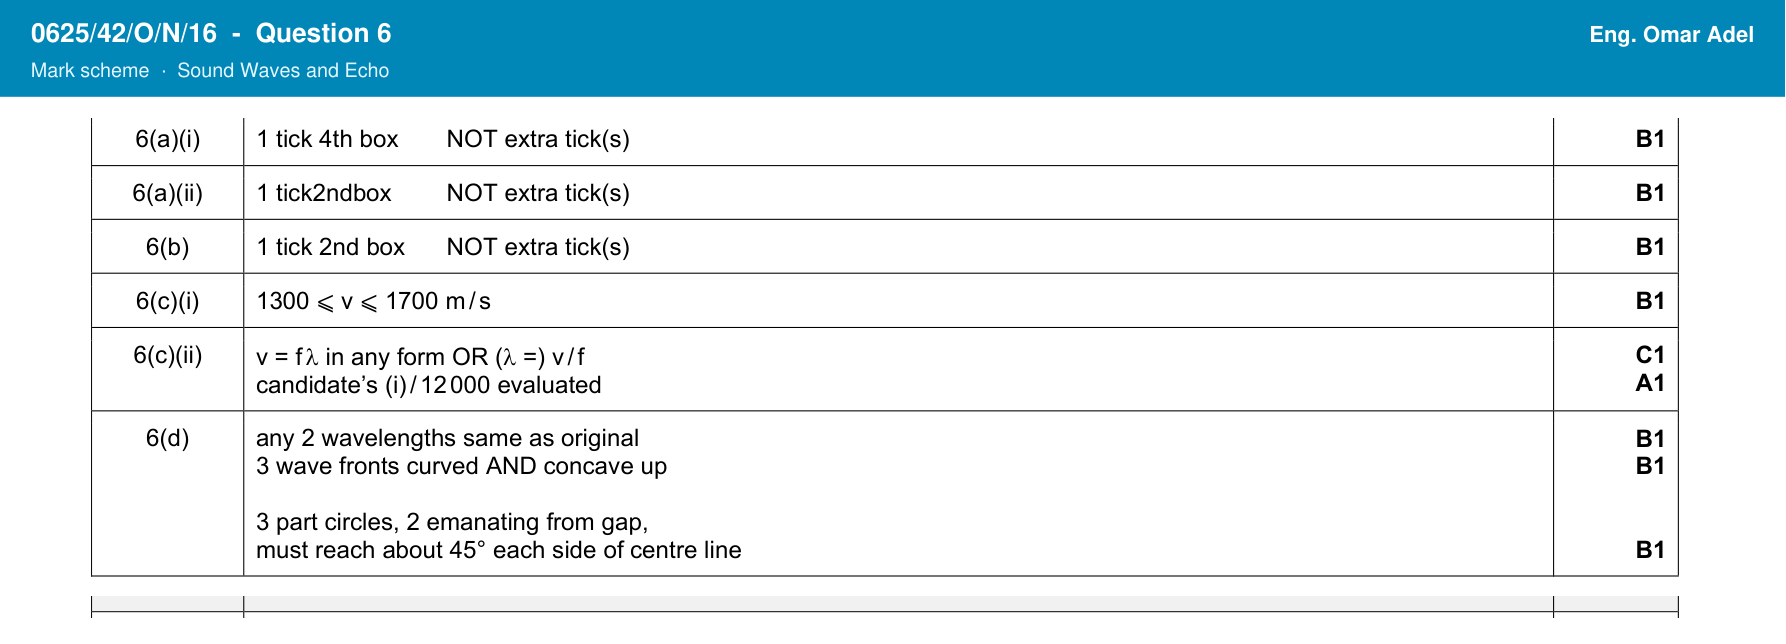 0625/42/O/N/16 - Question 6
Eng. Omar Adel
Mark scheme · Sound Waves and Echo
6(a)(i) 1 tick 4th box NOT extra tick(s) B1
6(a)(ii) 1 tick2ndbox NOT extra tick(s) B1
6(b) 1 tick 2nd box NOT extra tick(s) B1
6(c)(i) 1300 ⩽ v ⩽ 1700 m/s B1
6(c)(ii) v = fλ in any form OR (λ =) v/f C1
candidate's (i)/12000 evaluated A1
6(d) any 2 wavelengths same as original B1
3 wave fronts curved AND concave up B1
3 part circles, 2 emanating from gap,
must reach about 45° each side of centre line B1